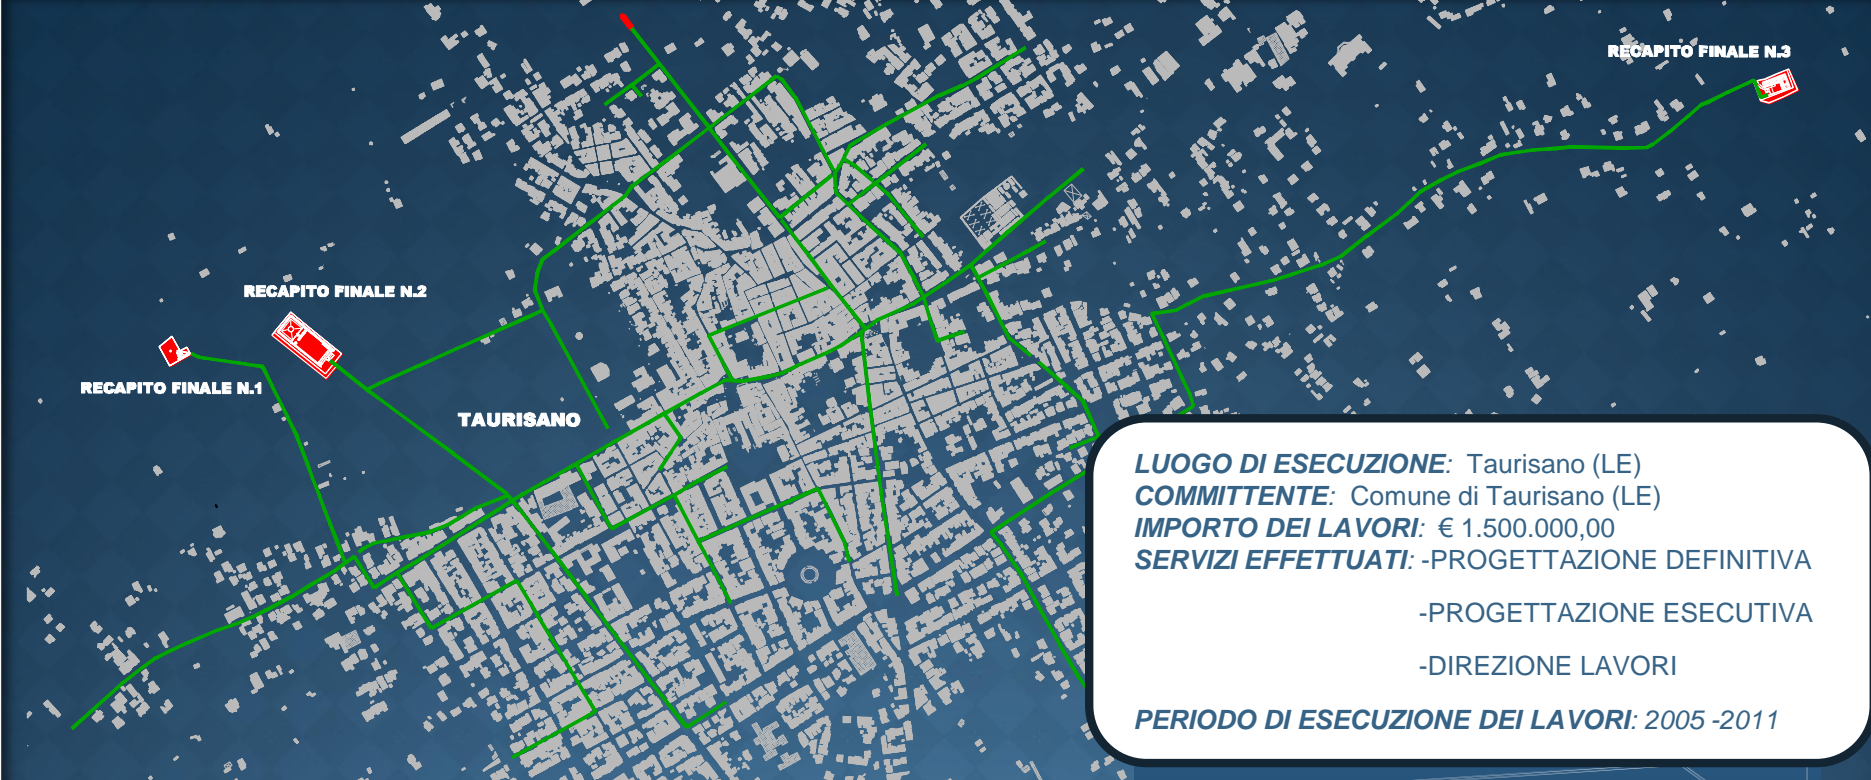 RECAPITO FINALE N.3
RECAPITO FINALE N.2
RECAPITO FINALE N.1
TAURISANO
LUOGO DI ESECUZIONE: Taurisano (LE)
COMMITTENTE: Comune di Taurisano (LE)
IMPORTO DEI LAVORI: € 1.500.000,00
SERVIZI EFFETTUATI: -PROGETTAZIONE DEFINITIVA
-PROGETTAZIONE ESECUTIVA
-DIREZIONE LAVORI
PERIODO DI ESECUZIONE DEI LAVORI: 2005 -2011